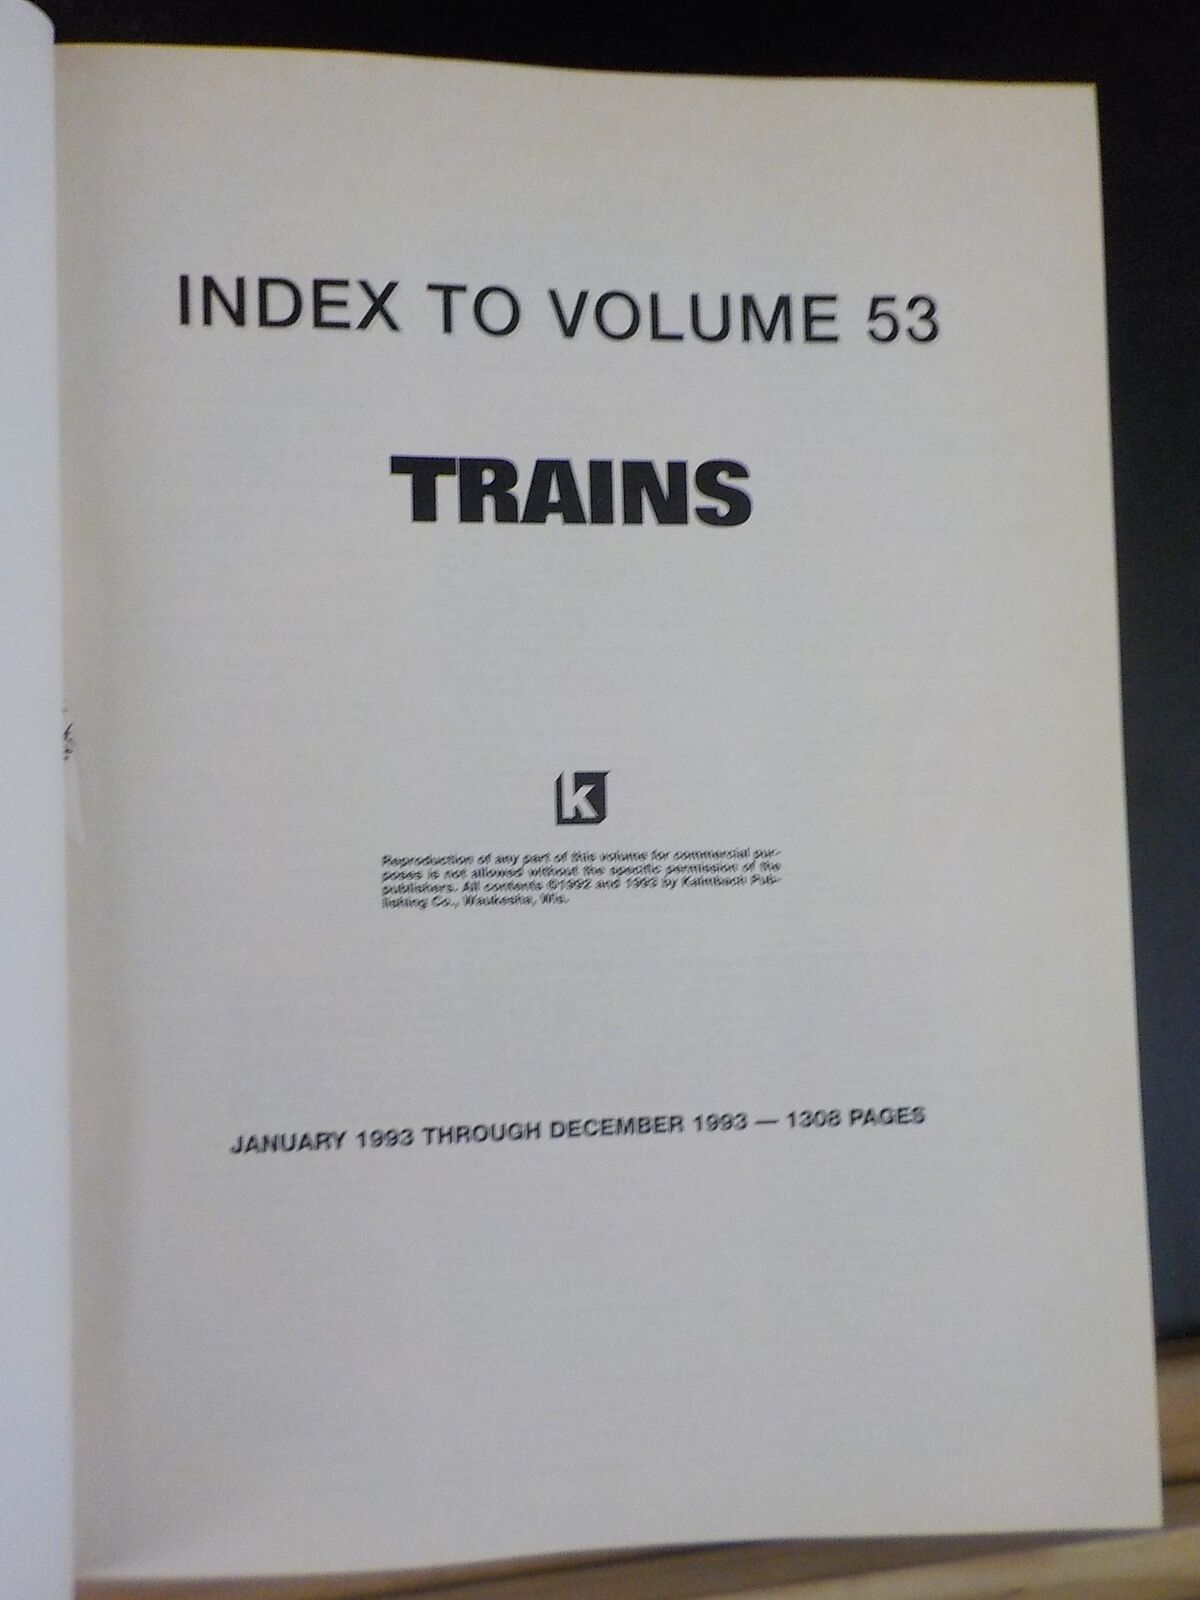 INDEX TO VOLUME 53
TRAINS
k
Reproduction of any part of this volume for commercial pur-
poses is not allowed without the specific permission of the
publishers. All contents ©1992 and 1993 by Kalmbach Pub-
lishing Co., Waukesha, Wis.
JANUARY 1993 THROUGH DECEMBER 1993 — 1308 PAGES